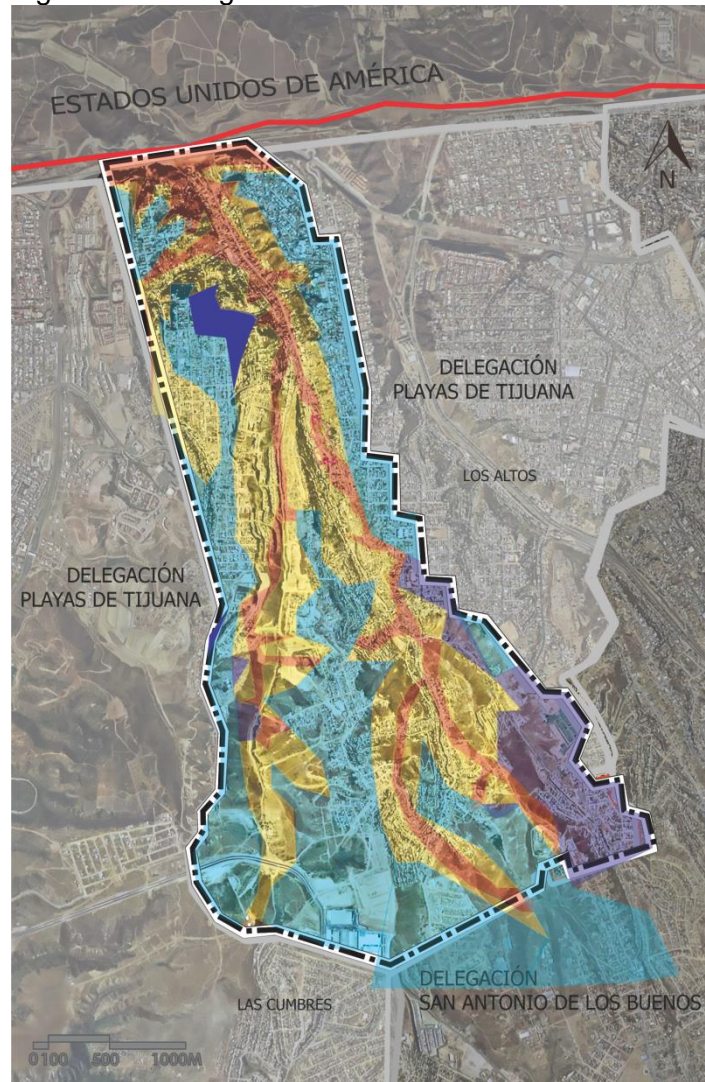 ESTADOS UNIDOS DE AMÉRICA
N
DELEGACIÓN
PLAYAS DE TIJUANA
LOS ALTOS
DELEGACIÓN
PLAYAS DE TIJUANA
DELEGACIÓN
SAN ANTONIO DE LOS BUENOS
LAS CUMBRES
0 100 500 1000M